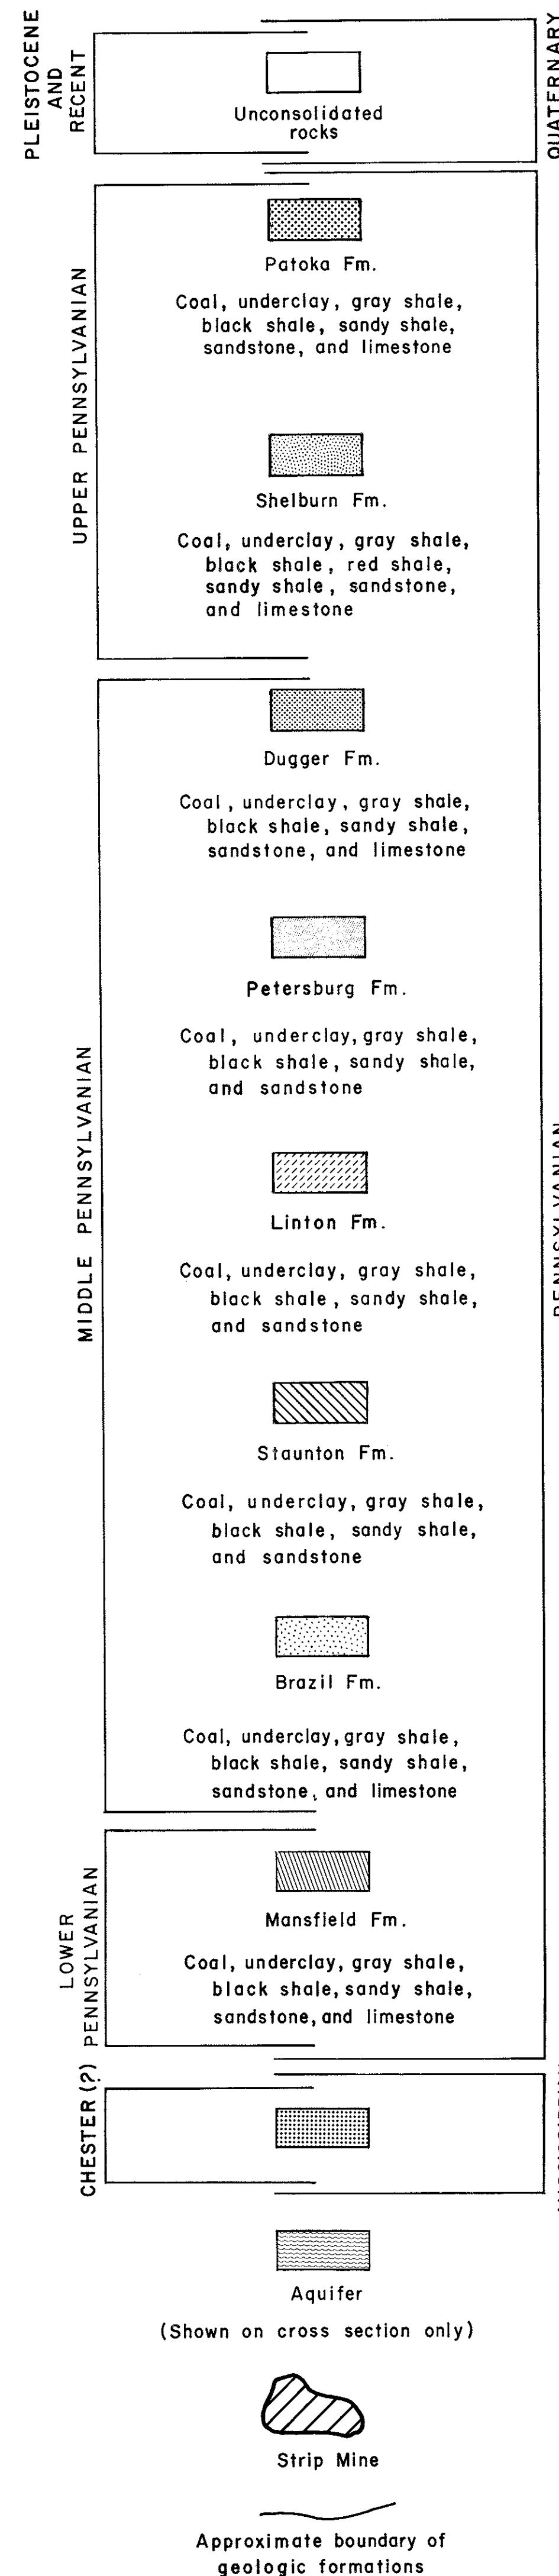 PLEISTOCENE
AND
RECENT
QUATERNARY
Unconsolidated
rocks
UPPER PENNSYLVANIAN
Patoka Fm.
Coal, underclay, gray shale,
black shale, sandy shale,
sandstone, and limestone
Shelburn Fm.
Coal, underclay, gray shale,
black shale, red shale,
sandy shale, sandstone,
and limestone
MIDDLE PENNSYLVANIAN
PENNSYLVANIAN
Dugger Fm.
Coal, underclay, gray shale,
black shale, sandy shale,
sandstone, and limestone
Petersburg Fm.
Coal, underclay, gray shale,
black shale, sandy shale,
and sandstone
Linton Fm.
Coal, underclay, gray shale,
black shale, sandy shale,
and sandstone
Staunton Fm.
Coal, underclay, gray shale,
black shale, sandy shale,
and sandstone
Brazil Fm.
Coal, underclay, gray shale,
black shale, sandy shale,
sandstone, and limestone
LOWER
PENNSYLVANIAN
Mansfield Fm.
Coal, underclay, gray shale,
black shale, sandy shale,
sandstone, and limestone
CHESTER (?)
Aquifer
(Shown on cross section only)
Strip Mine
Approximate boundary of
geologic formations